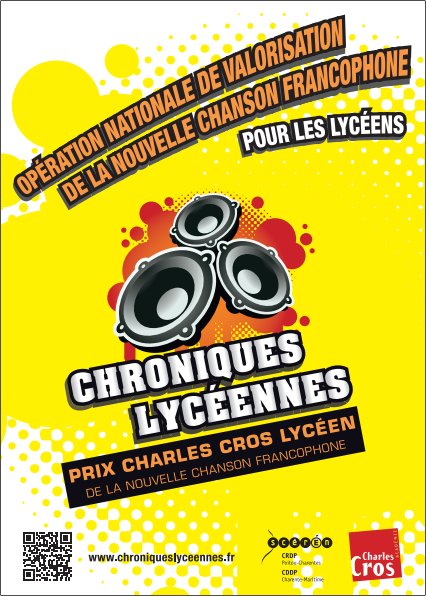 OPÉRATION NATIONALE DE VALORISATION
DE LA NOUVELLE CHANSON FRANCOPHONE
POUR LES LYCÉENS
CHRONIQUES
LYCÉENNES
PRIX CHARLES CROS LYCÉEN
DE LA NOUVELLE CHANSON FRANCOPHONE
www.chroniqueslyceennes.fr
scérén
CRDP
Poitou-Charentes
CDDP
Charente-Maritime
Charles
Cros